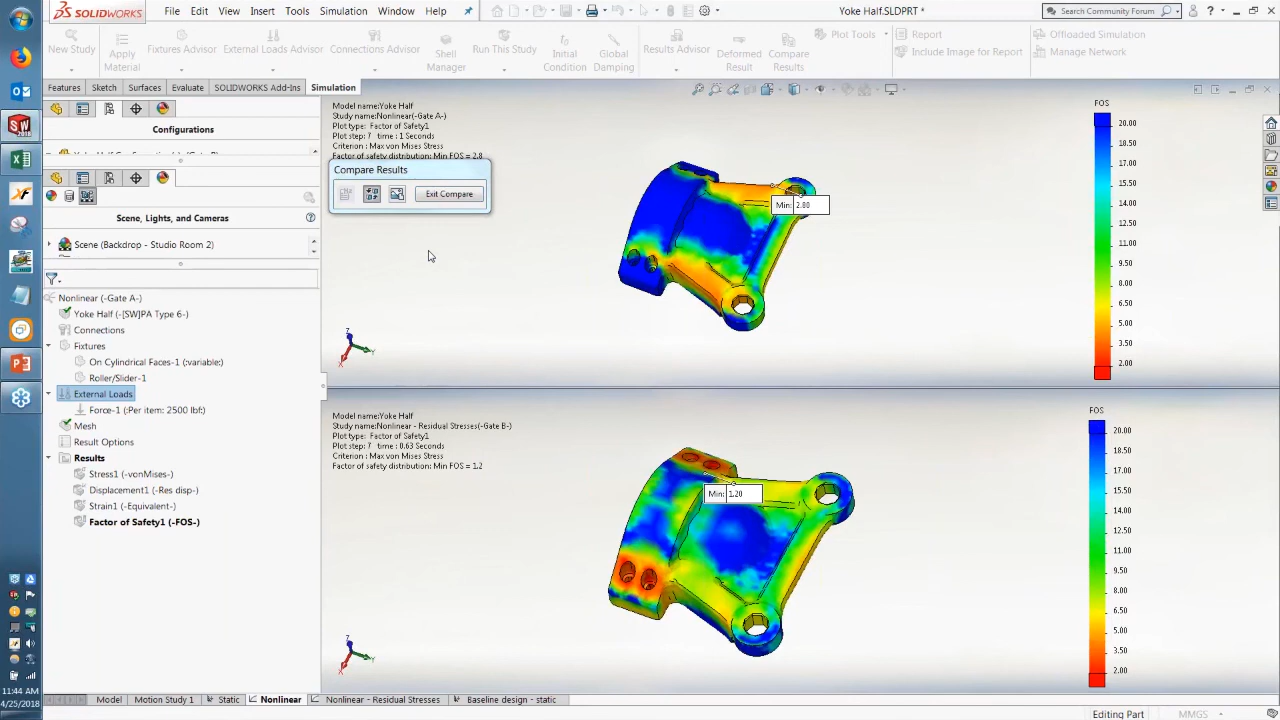 SOLIDWORKS
File Edit View Insert Tools Simulation Window Help
Yoke Half.SLDPRT *
Search Community Forum
New Study
Apply Material
Fixtures Advisor
External Loads Advisor
Connections Advisor
Shell Manager
Run This Study
Initial Condition
Global Damping
Results Advisor
Deformed Result
Compare Results
Plot Tools
Report
Include Image for Report
Offloaded Simulation
Manage Network
Features Sketch Surfaces Evaluate SOLIDWORKS Add-Ins Simulation
Configurations
Scene, Lights, and Cameras
Scene (Backdrop - Studio Room 2)
Nonlinear (-Gate A-)
Yoke Half (-[SW]PA Type 6-)
Connections
Fixtures
On Cylindrical Faces-1 (:variable:)
Roller/Slider-1
External Loads
Force-1 (:Per item: 2500 lbf:)
Mesh
Result Options
Results
Stress1 (-vonMises-)
Displacement1 (-Res disp-)
Strain1 (-Equivalent-)
Factor of Safety1 (-FOS-)
Model name:Yoke Half
Study name:Nonlinear(-Gate A-)
Plot type: Factor of Safety1
Plot step: 7 time : 1 Seconds
Criterion : Max von Mises Stress
Factor of safety distribution: Min FOS = 2.8
Compare Results
Exit Compare
Min: 2.80
FOS
20.00
18.50
17.00
15.50
14.00
12.50
11.00
9.50
8.00
6.50
5.00
3.50
2.00
Model name:Yoke Half
Study name:Nonlinear - Residual Stresses(-Gate B-)
Plot type: Factor of Safety1
Plot step: 7 time : 0.63 Seconds
Criterion : Max von Mises Stress
Factor of safety distribution: Min FOS = 1.2
Min: 1.20
FOS
20.00
18.50
17.00
15.50
14.00
12.50
11.00
9.50
8.00
6.50
5.00
3.50
2.00
Z
X
Y
Z
X
Y
11:44 AM
4/25/2018
Model Motion Study 1 Static Nonlinear Nonlinear - Residual Stresses Baseline design - static
Editing Part
MMGS